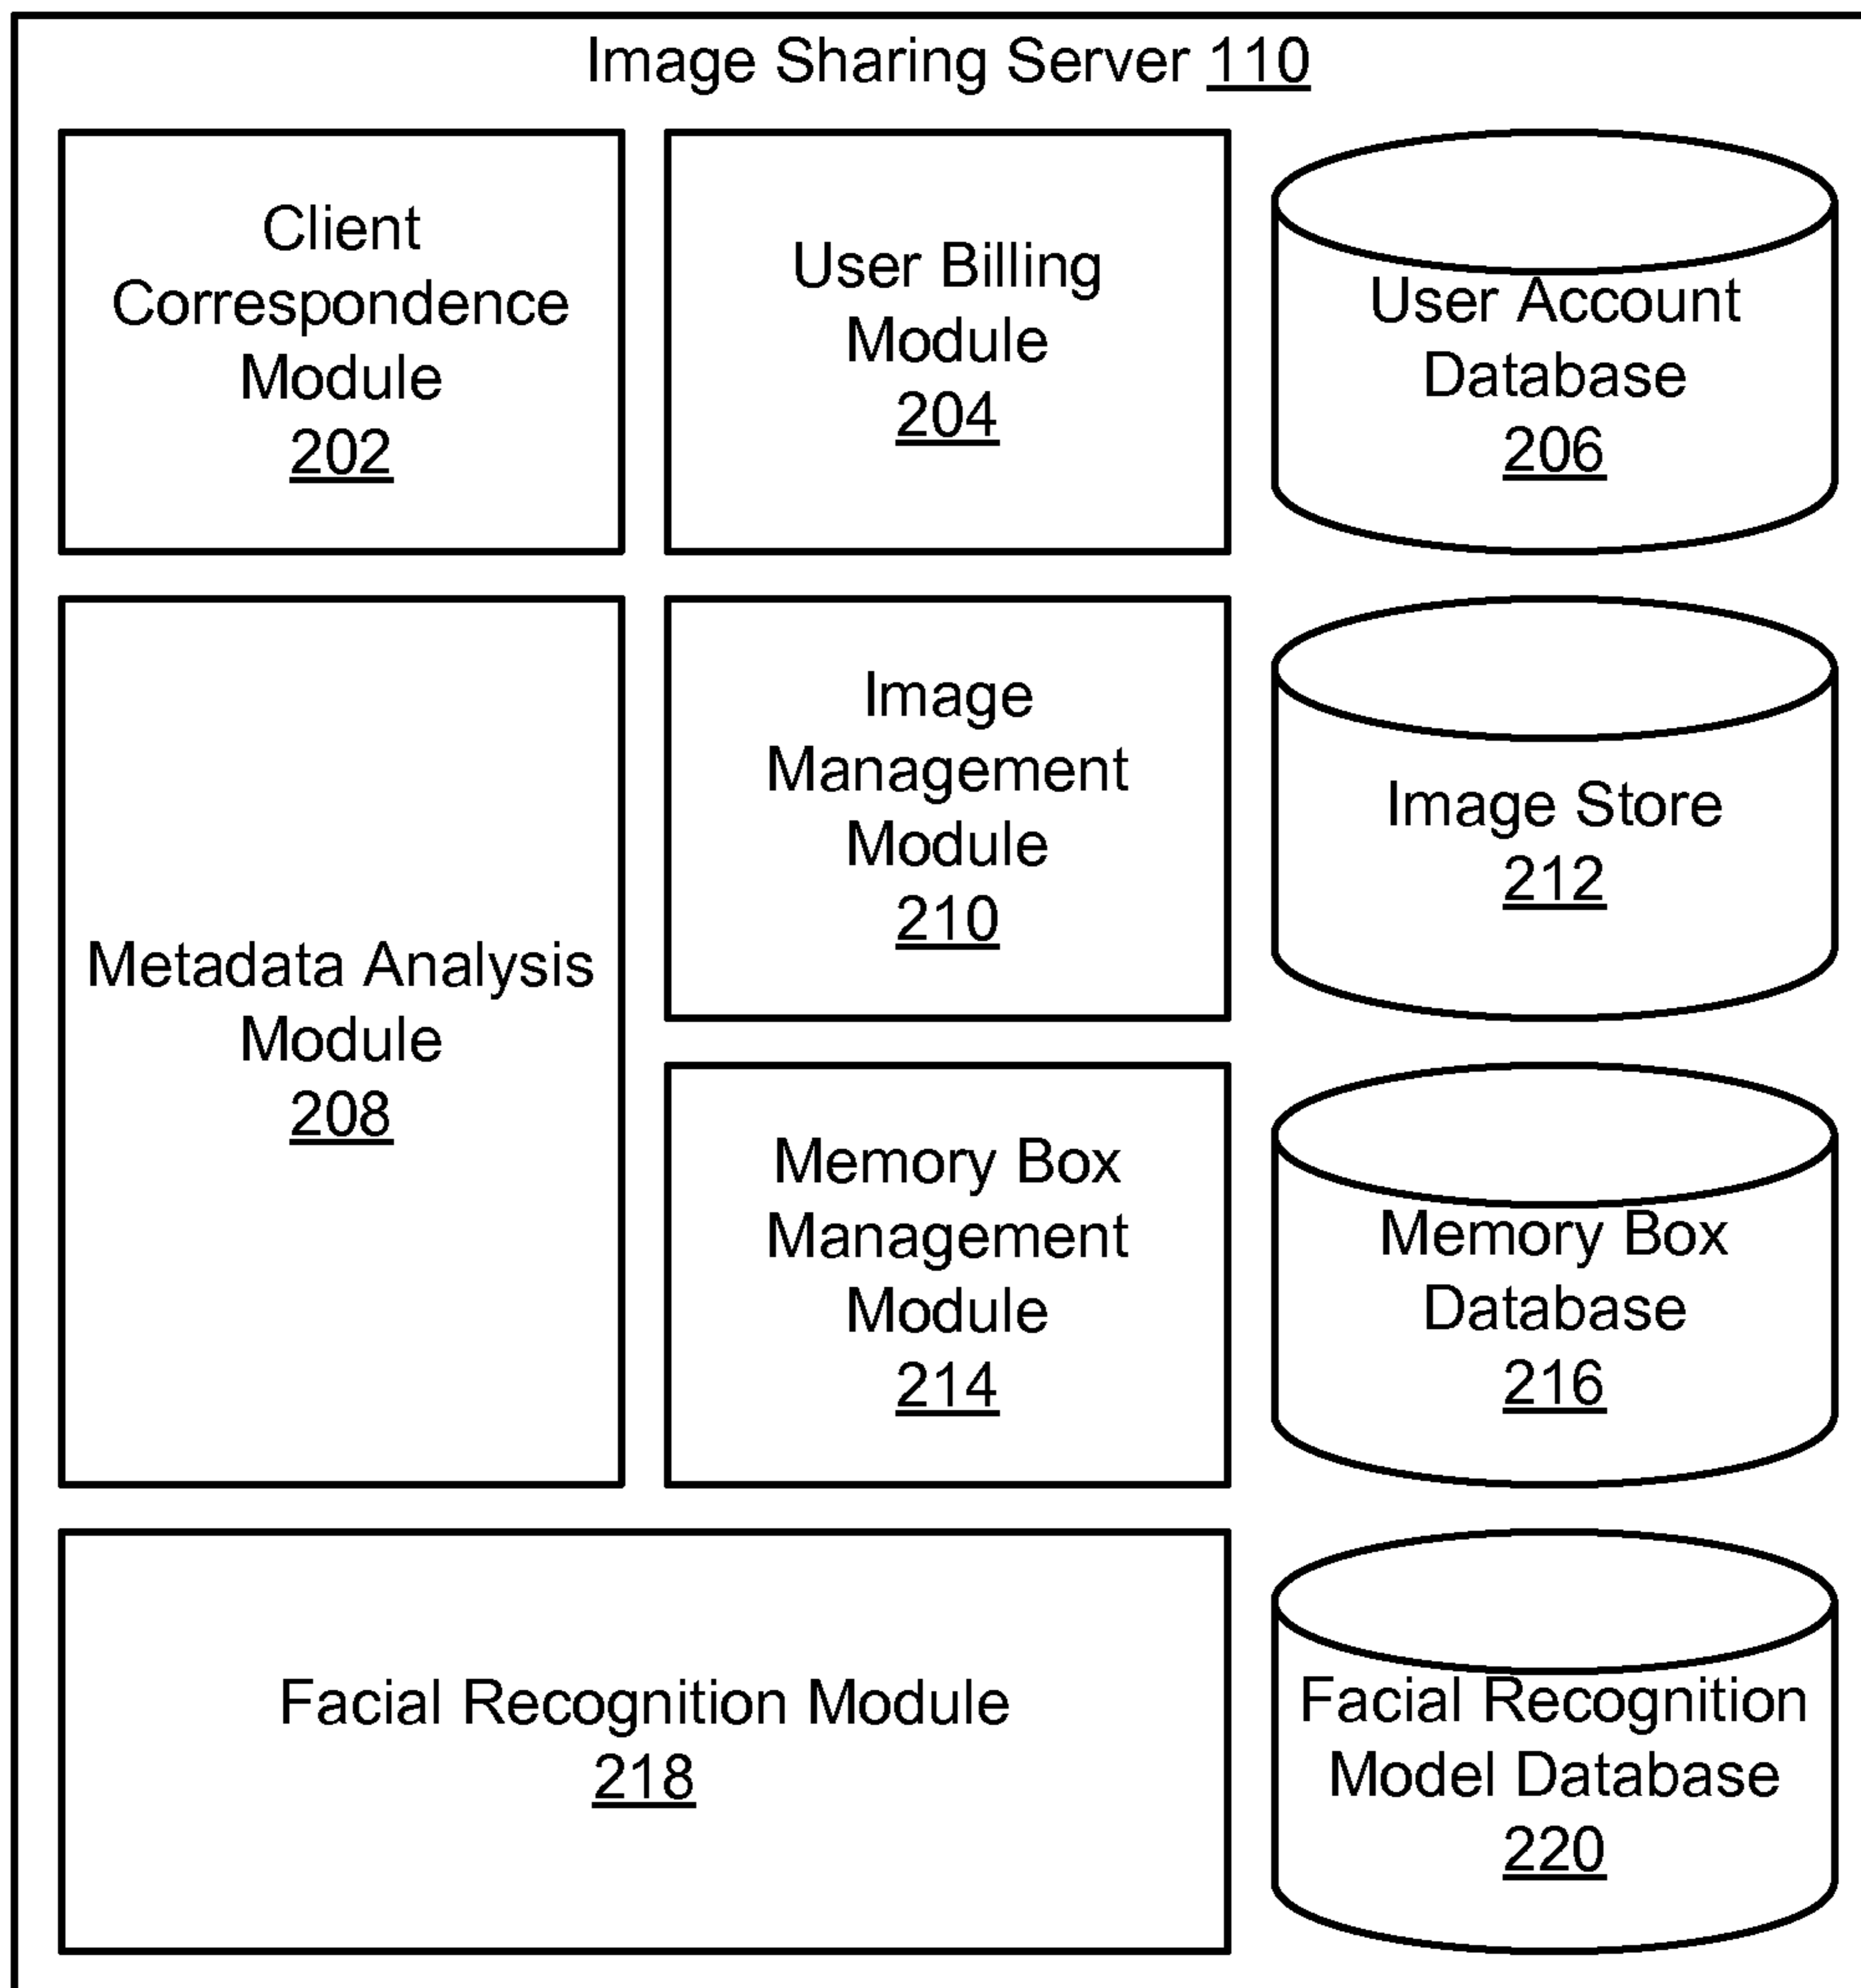 Image Sharing Server 110
Client
Correspondence
Module
202
User Billing
Module
204
User Account
Database
206
Metadata Analysis
Module
208
Image
Management
Module
210
Image Store
212
Memory Box
Management
Module
214
Memory Box
Database
216
Facial Recognition Module
218
Facial Recognition
Model Database
220